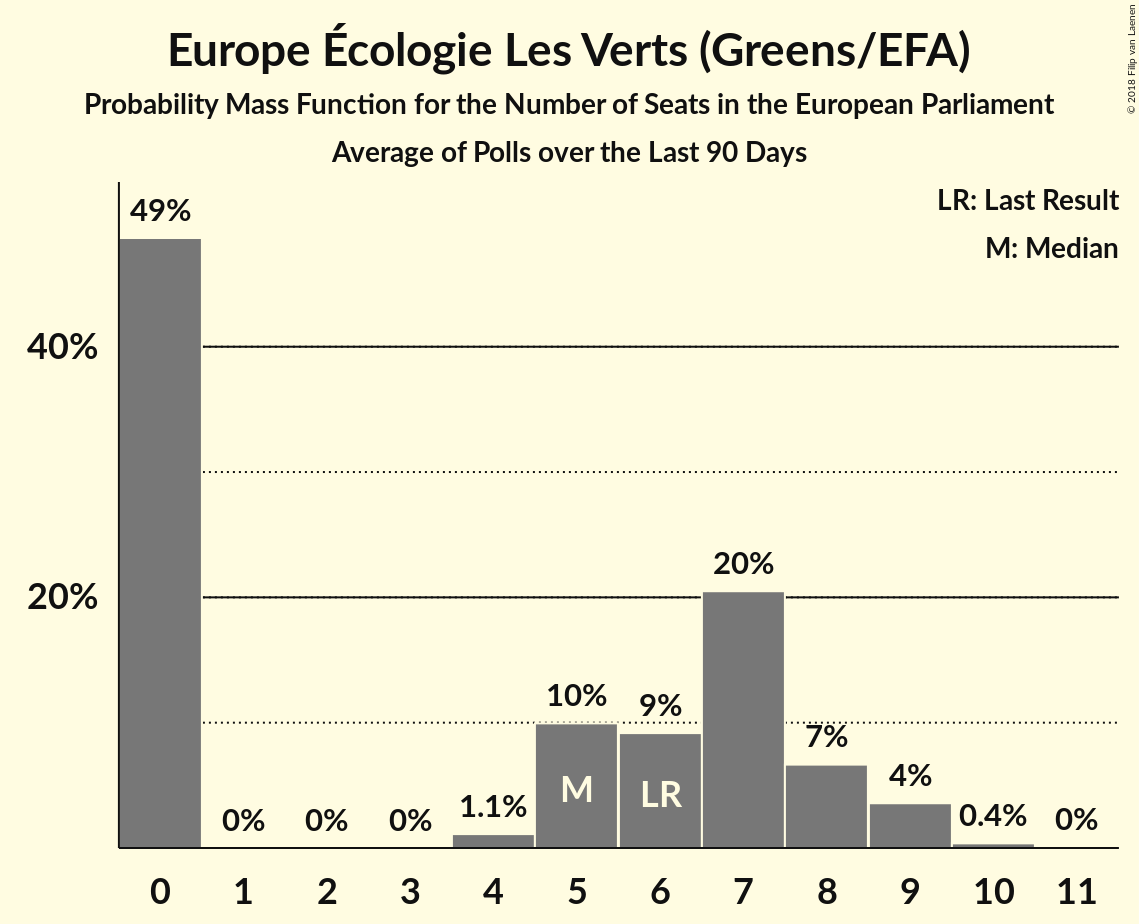 Europe Écologie Les Verts (Greens/EFA)
Probability Mass Function for the Number of Seats in the European Parliament
Average of Polls over the Last 90 Days
© 2018 Filip van Laenen
LR: Last Result
M: Median
49%
40%
20%
20%
10%
9%
7%
4%
1.1%
0.4%
0%
0%
0%
0%
M
LR
0 1 2 3 4 5 6 7 8 9 10 11